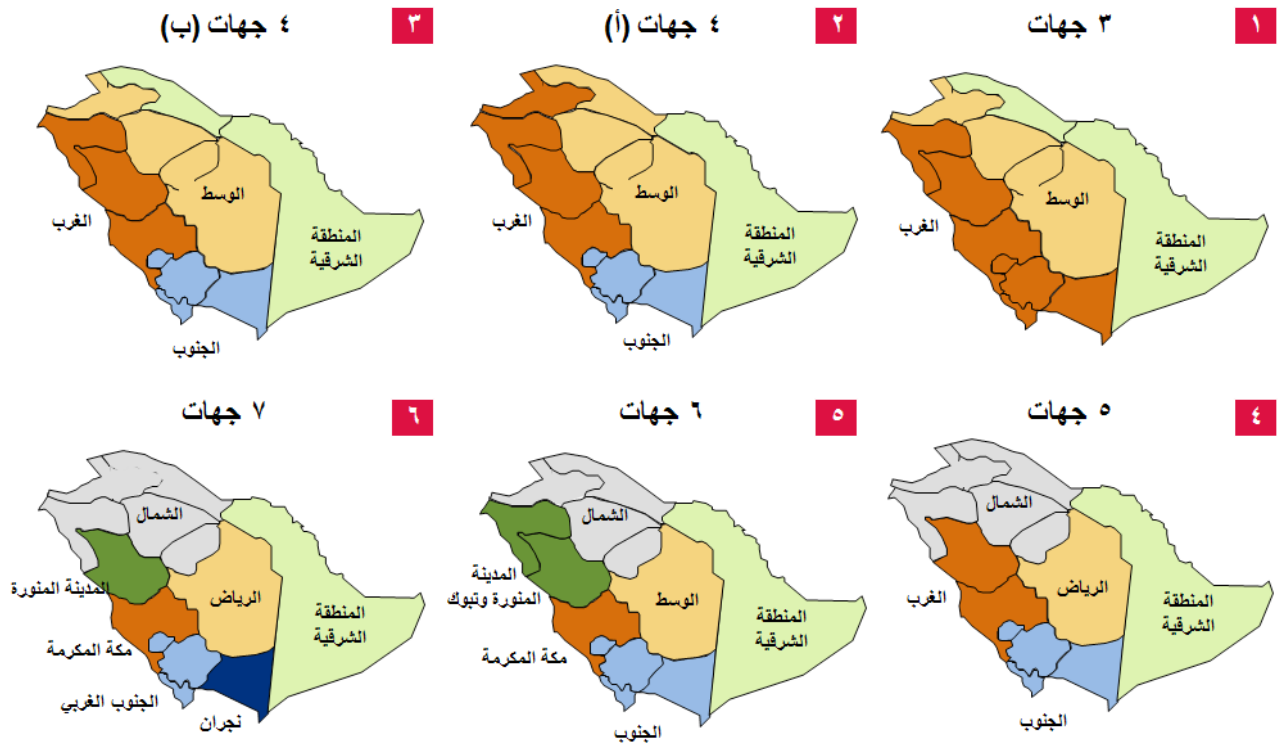 ١
٣ جهات
الوسط
الغرب
المنطقة
الشرقية
٢
٤ جهات (أ)
الوسط
الغرب
المنطقة
الشرقية
الجنوب
٣
٤ جهات (ب)
الوسط
الغرب
المنطقة
الشرقية
الجنوب
٤
٥ جهات
الشمال
الغرب
الرياض
المنطقة
الشرقية
الجنوب
٥
٦ جهات
الشمال
المدينة
المنورة وتبوك
الوسط
المنطقة
الشرقية
مكة المكرمة
الجنوب
٦
٧ جهات
الشمال
المدينة المنورة
الرياض
المنطقة
الشرقية
مكة المكرمة
الجنوب الغربي
نجران